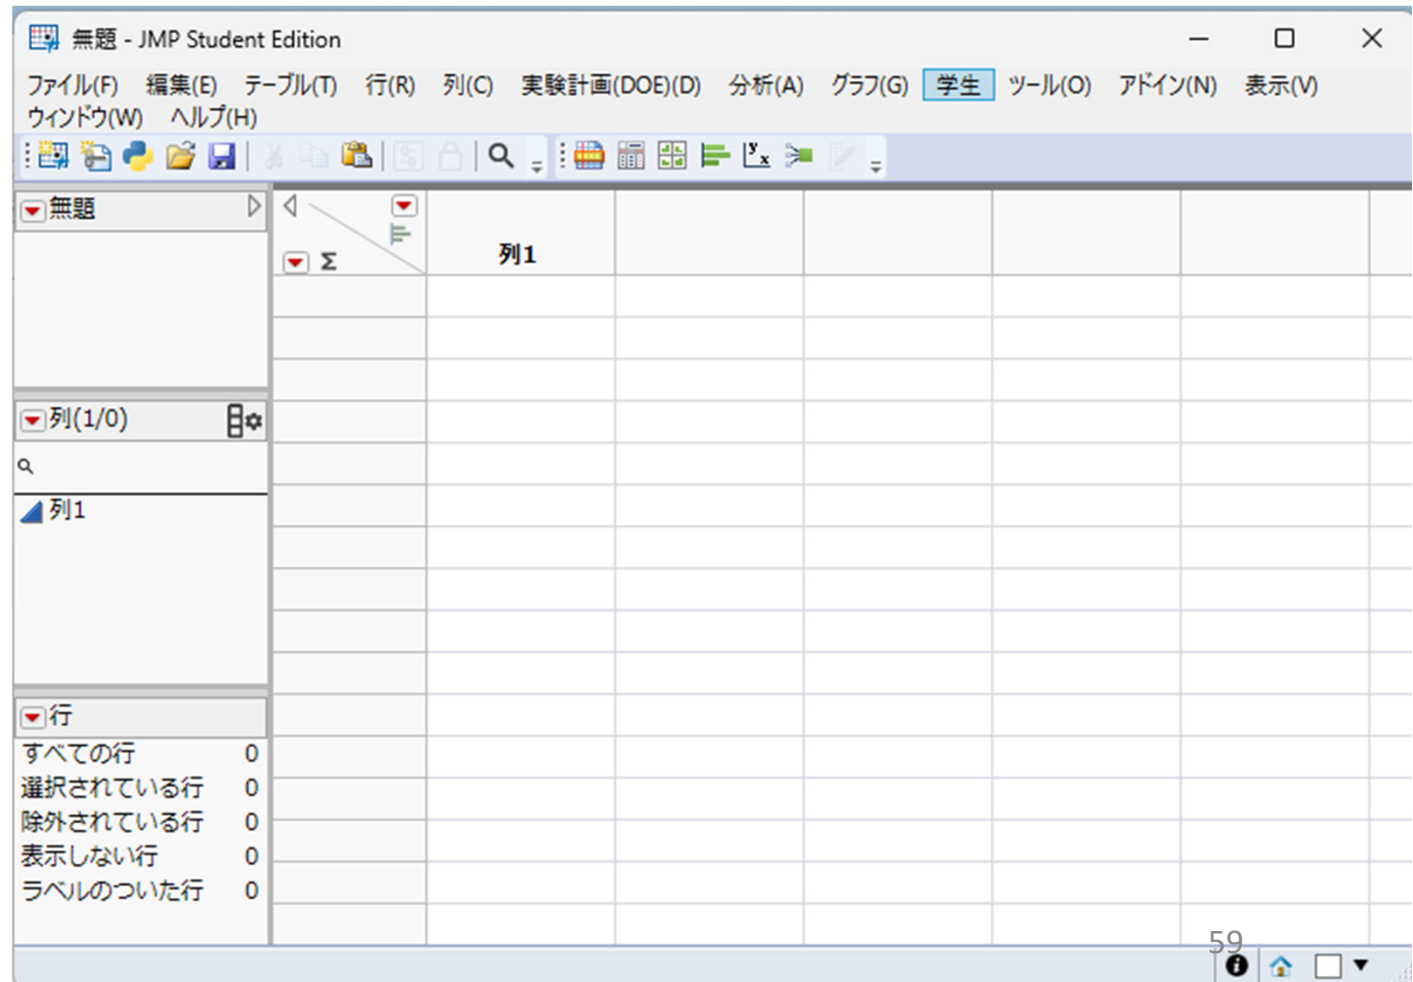 無題 - JMP Student Edition
ファイル(F) 編集(E) テーブル(T) 行(R) 列(C) 実験計画(DOE)(D) 分析(A) グラフ(G) 学生 ツール(O) アドイン(N) 表示(V)
ウィンドウ(W) ヘルプ(H)
無題
Σ
列1
列(1/0)
列1
行
すべての行 0
選択されている行 0
除外されている行 0
表示しない行 0
ラベルのついた行 0
59